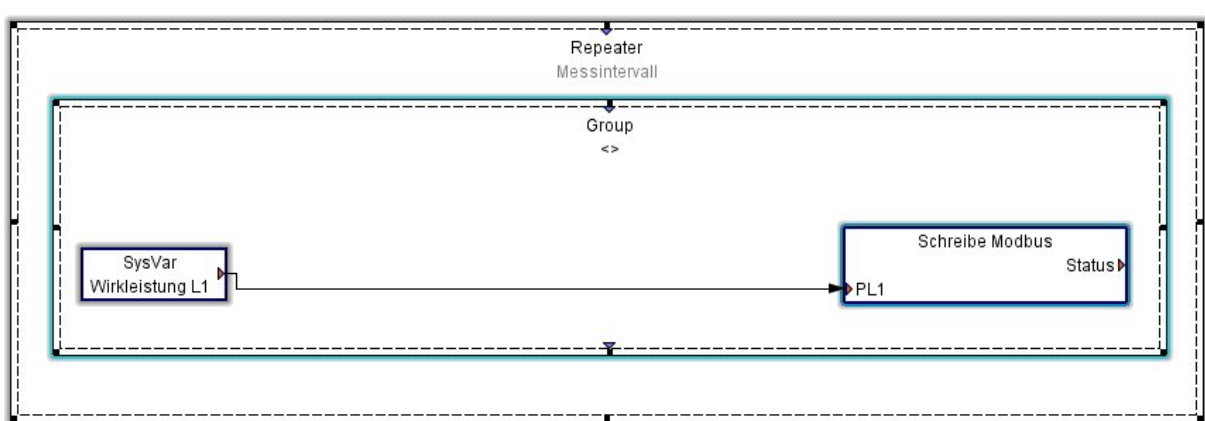 Repeater
Messintervall
Group
<>
SysVar
Wirkleistung L1
Schreibe Modbus
Status
PL1